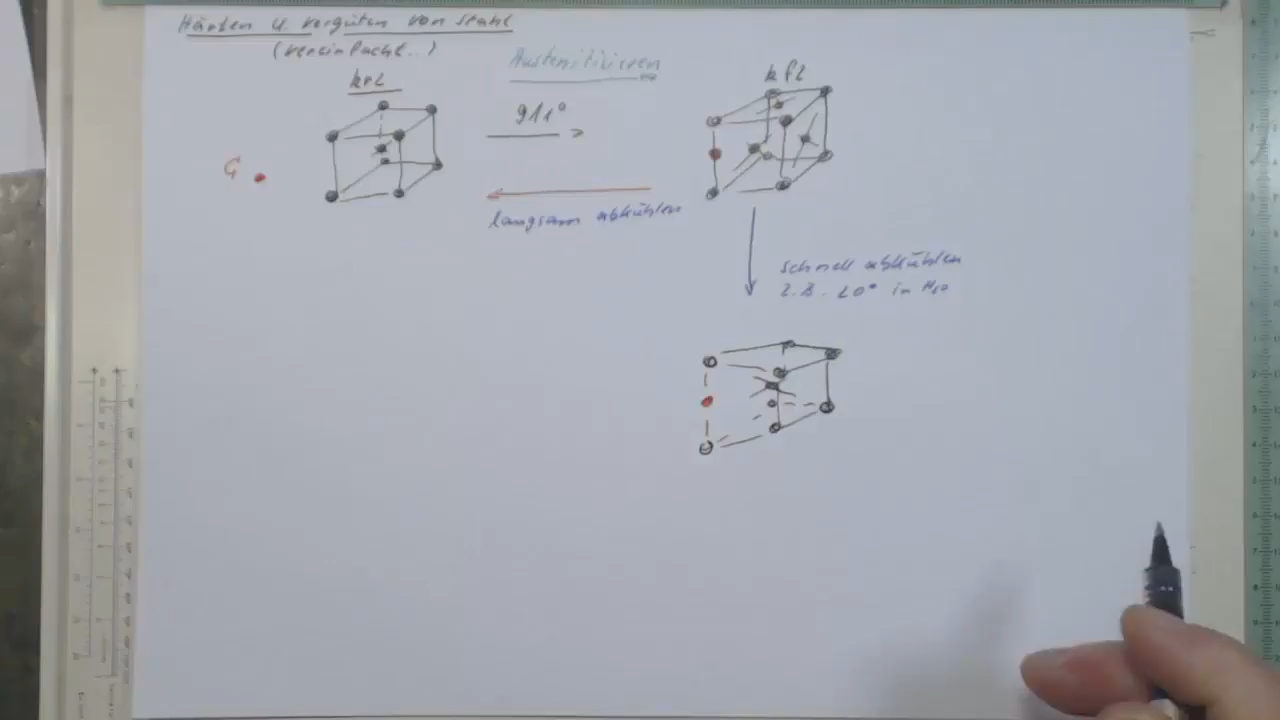 Härten u. vergüten von Stahl
(vereinfacht..)
Austenitisieren
krz
kfz
911°
C
langsam abkühlen
schnell abkühlen
z.B. 20° in H₂O